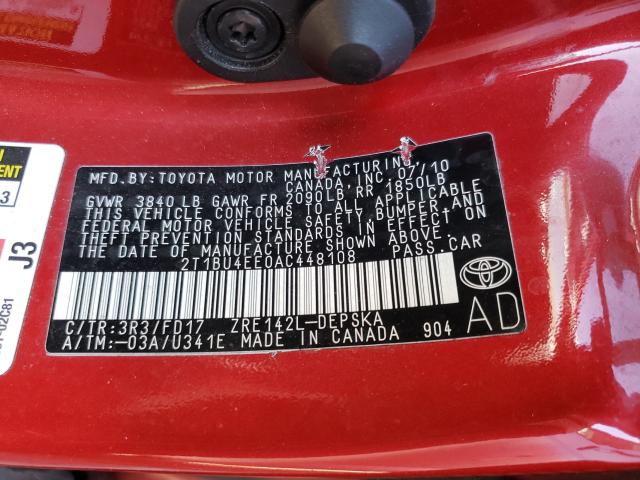 MFD.BY:TOYOTA MOTOR MANUFACTURING
CANADA,INC. 07/10
GVWR 3840 LB GAWR FR 2090LB RR 1850LB
THIS VEHICLE CONFORMS TO ALL APPLICABLE
FEDERAL MOTOR VEHICLE SAFETY, BUMPER, AND
THEFT PREVENTION STANDARDS IN EFFECT ON
THE DATE OF MANUFACTURE SHOWN ABOVE.
2T1BU4EE0AC448108 PASS.CAR
C/TR:3R3/FD17 ZRE142L-DEPSKA
A/TM:-03A/U341E MADE IN CANADA 904
TOYOTA
AD
J3